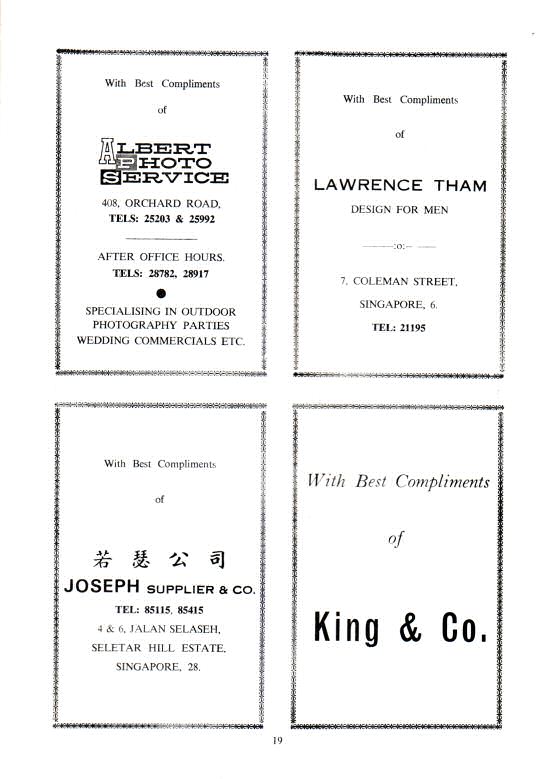 With Best Compliments
of
ALBERT
PHOTO
SERVICE
408, ORCHARD ROAD,
TELS: 25203 & 25992
AFTER OFFICE HOURS.
TELS: 28782, 28917
SPECIALISING IN OUTDOOR
PHOTOGRAPHY PARTIES
WEDDING COMMERCIALS ETC.
With Best Compliments
of
LAWRENCE THAM
DESIGN FOR MEN
:o:
7, COLEMAN STREET,
SINGAPORE, 6.
TEL: 21195
With Best Compliments
of
若瑟公司
JOSEPH SUPPLIER & CO.
TEL: 85115, 85415
4 & 6, JALAN SELASEH,
SELETAR HILL ESTATE,
SINGAPORE, 28.
With Best Compliments
of
King & Co.
19